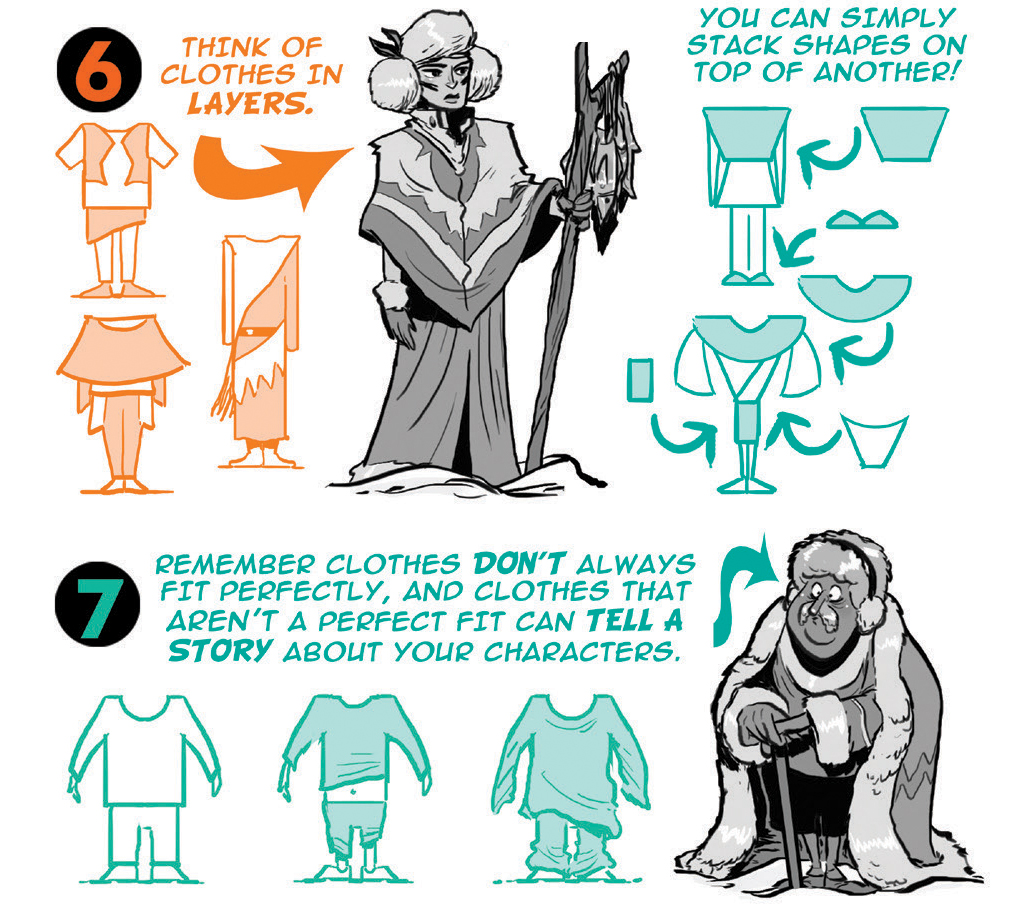 6
THINK OF
CLOTHES IN
LAYERS.
YOU CAN SIMPLY
STACK SHAPES ON
TOP OF ANOTHER!
7
REMEMBER CLOTHES DON'T ALWAYS
FIT PERFECTLY, AND CLOTHES THAT
AREN'T A PERFECT FIT CAN TELL A
STORY ABOUT YOUR CHARACTERS.